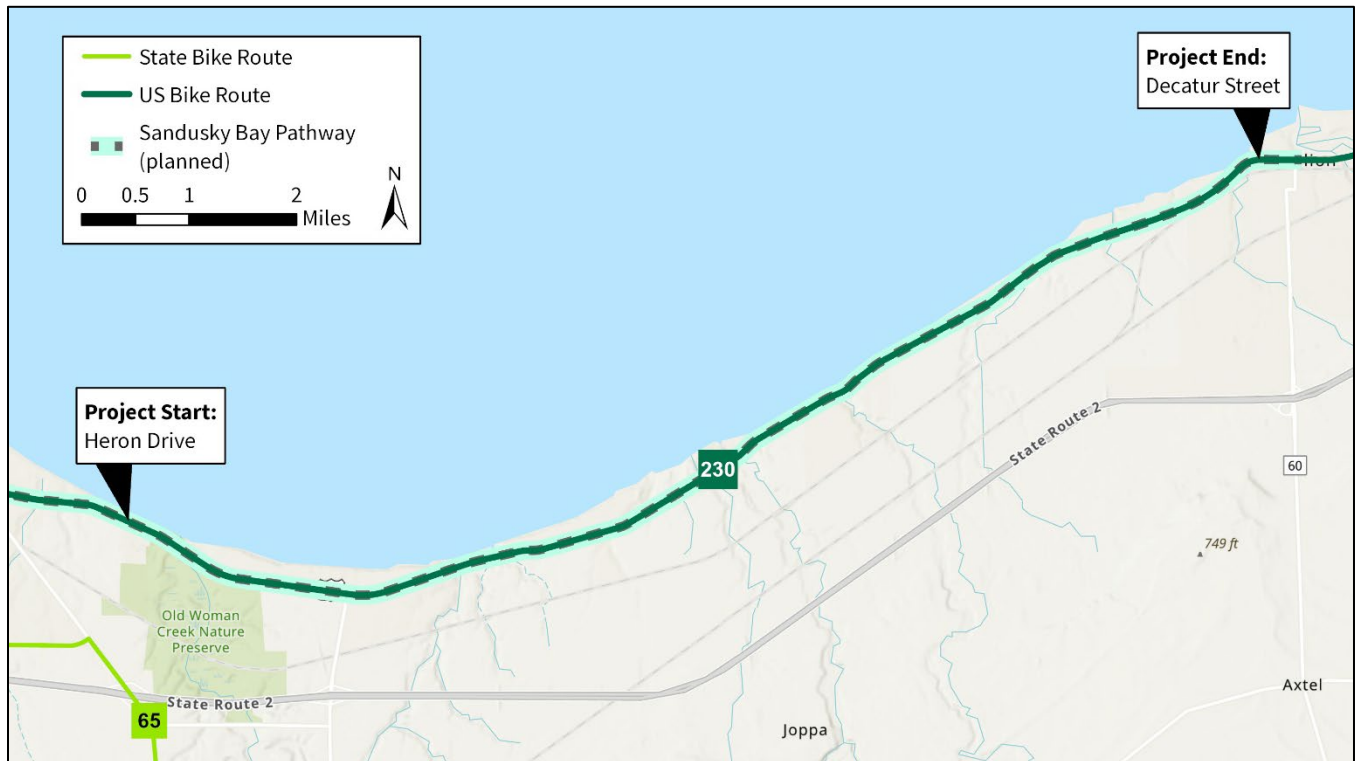 State Bike Route
US Bike Route
Sandusky Bay Pathway
(planned)
0 0.5 1 2
Miles
N
Project End:
Decatur Street
Project Start:
Heron Drive
230
State Route 2
60
749 ft
Old Woman
Creek Nature
Preserve
State Route 2
65
Joppa
Axtel